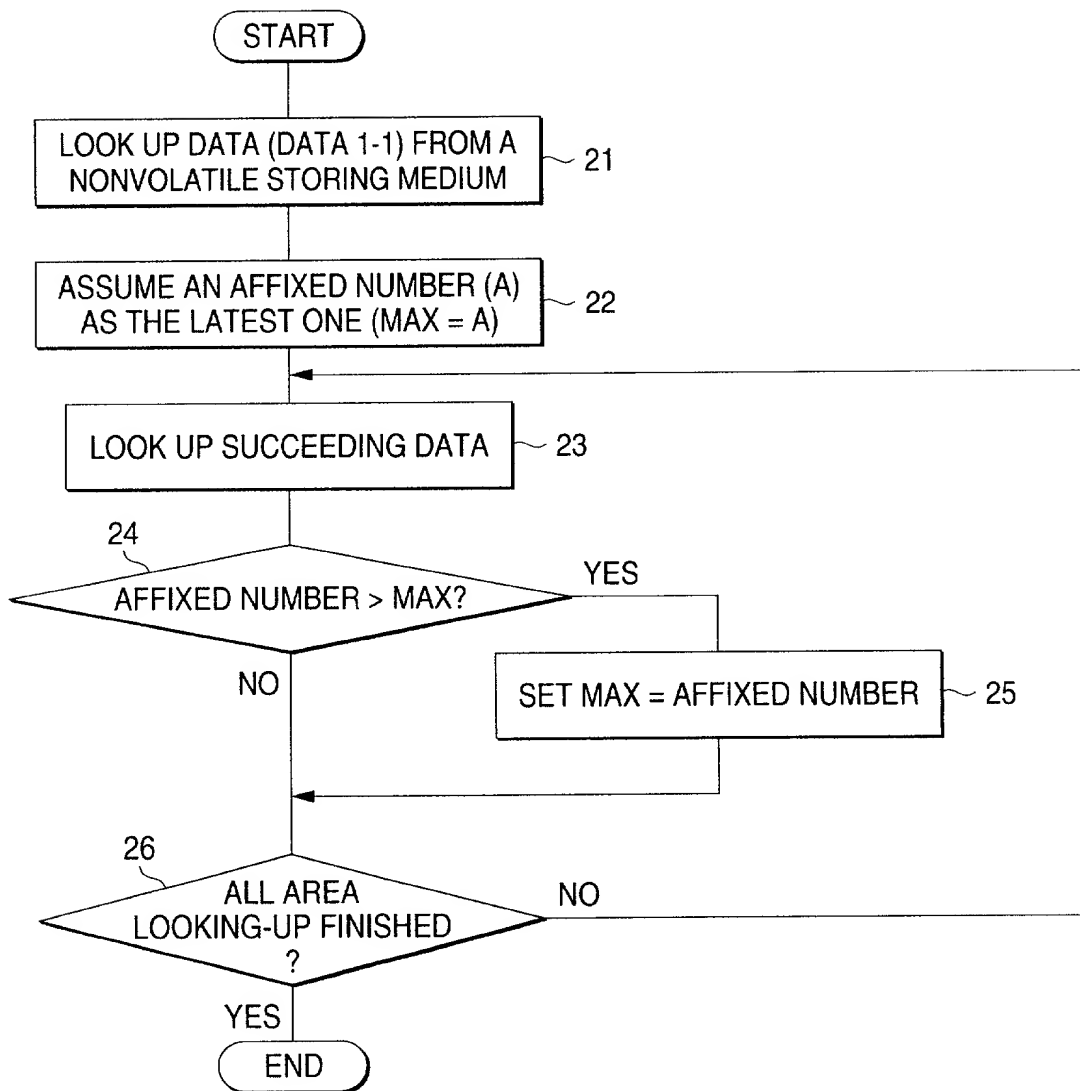 START
LOOK UP DATA (DATA 1-1) FROM A
NONVOLATILE STORING MEDIUM
21
ASSUME AN AFFIXED NUMBER (A)
AS THE LATEST ONE (MAX = A)
22
LOOK UP SUCCEEDING DATA
23
24
AFFIXED NUMBER > MAX?
YES
NO
SET MAX = AFFIXED NUMBER
25
26
ALL AREA
LOOKING-UP FINISHED
?
NO
YES
END